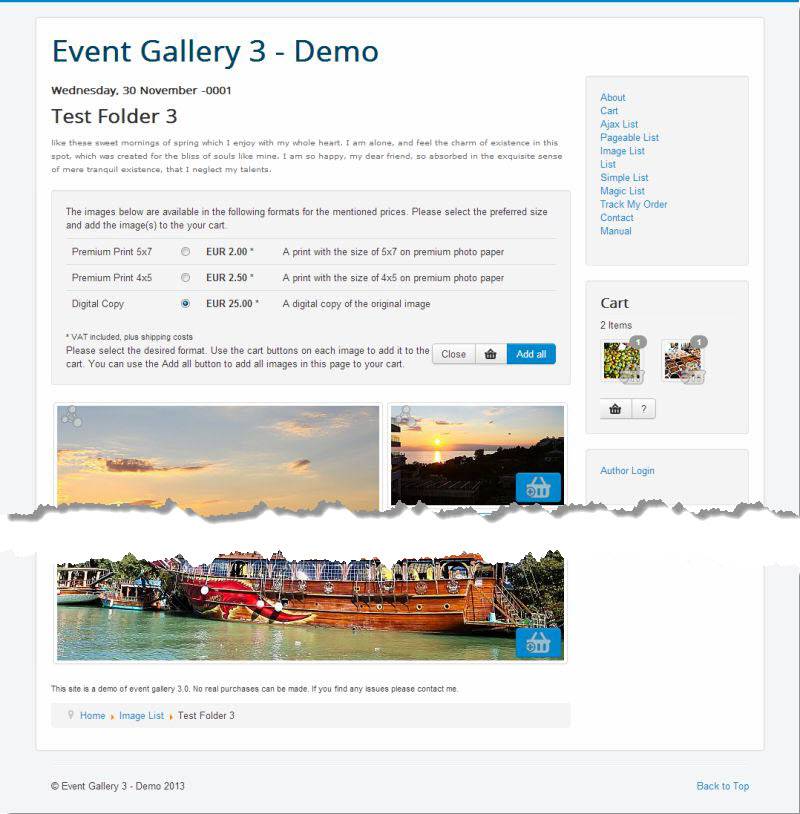 Event Gallery 3 - Demo
Wednesday, 30 November -0001
Test Folder 3
like these sweet mornings of spring which I enjoy with my whole heart. I am alone, and feel the charm of existence in this
spot, which was created for the bliss of souls like mine. I am so happy, my dear friend, so absorbed in the exquisite sense
of mere tranquil existence, that I neglect my talents.
The images below are available in the following formats for the mentioned prices. Please select the preferred size
and add the image(s) to the your cart.
Premium Print 5x7 EUR 2.00 * A print with the size of 5x7 on premium photo paper
Premium Print 4x5 EUR 2.50 * A print with the size of 4x5 on premium photo paper
Digital Copy EUR 25.00 * A digital copy of the original image
* VAT included, plus shipping costs
Please select the desired format. Use the cart buttons on each image to add it to the
cart. You can use the Add all button to add all images in this page to your cart.
Close
Add all
About
Cart
Ajax List
Pageable List
Image List
List
Simple List
Magic List
Track My Order
Contact
Manual
Cart
2 Items
1
1
?
Author Login
This site is a demo of event gallery 3.0. No real purchases can be made. If you find any issues please contact me.
Home Image List Test Folder 3
© Event Gallery 3 - Demo 2013
Back to Top